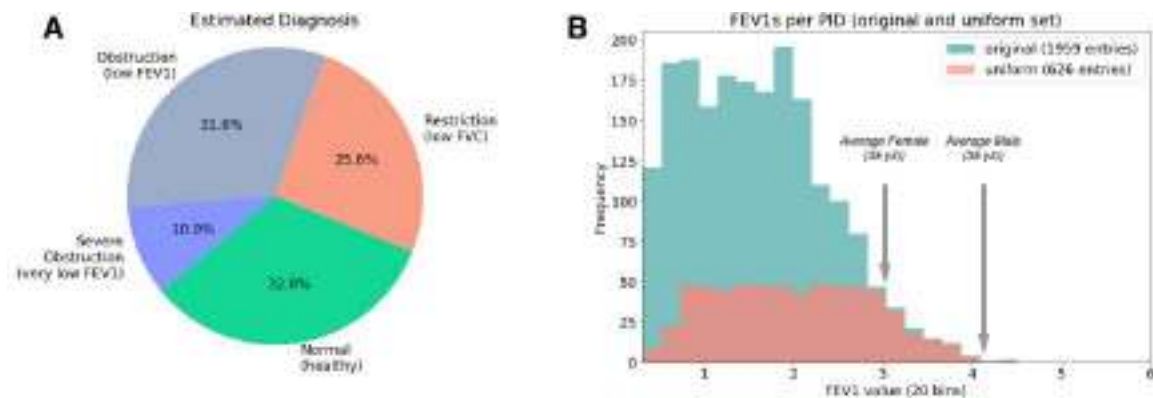 A
Estimated Diagnosis
Obstruction
(low FEV1)
31.6%
Restriction
(low FVC)
25.6%
10.0%
Severe
Obstruction
(very low FEV1)
32.8%
Normal
(healthy)
B
FEV1s per PID (original and uniform set)
original (1959 entries)
uniform (626 entries)
Average Female
Average Male
Frequency
200
175
150
125
100
75
50
25
0
1
2
3
4
5
6
FEV1 value (20 bins)